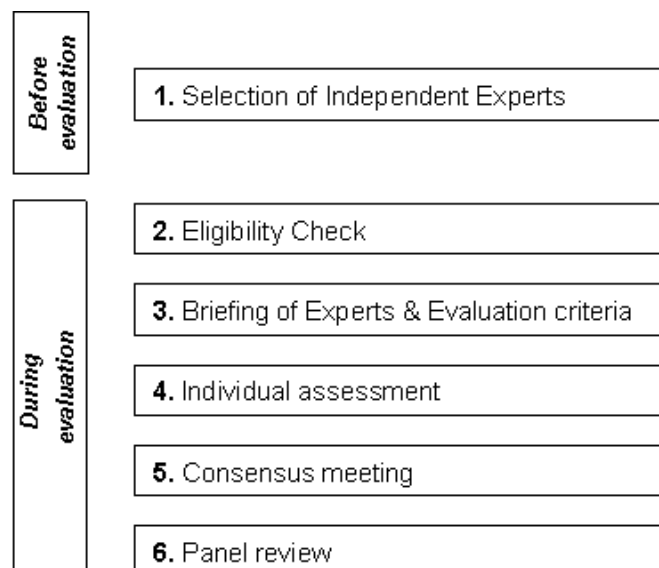 Before
evaluation
1. Selection of Independent Experts
During
evaluation
2. Eligibility Check
3. Briefing of Experts & Evaluation criteria
4. Individual assessment
5. Consensus meeting
6. Panel review